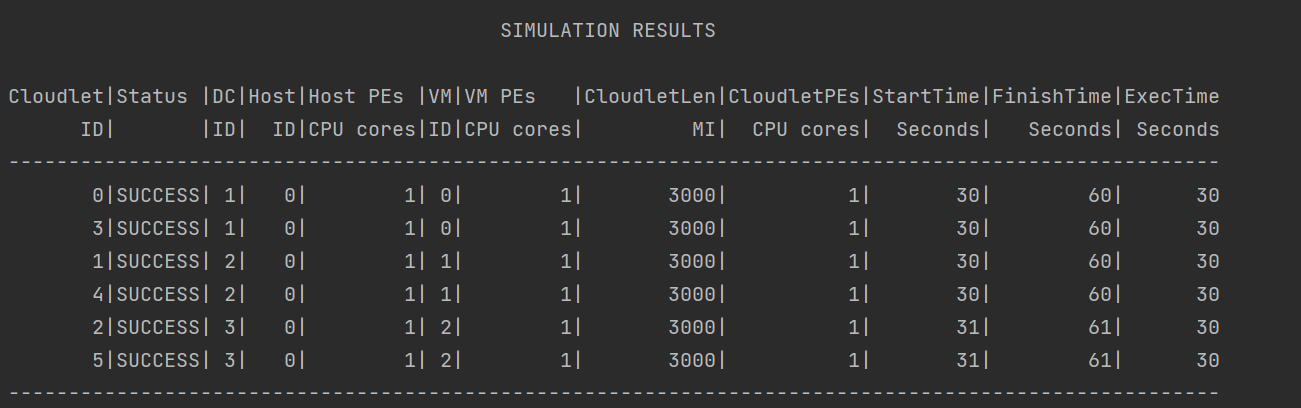 SIMULATION RESULTS
Cloudlet|Status |DC|Host|Host PEs |VM|VM PEs   |CloudletLen|CloudletPEs|StartTime|FinishTime|ExecTime
      ID|       |ID|  ID|CPU cores|ID|CPU cores|         MI|  CPU cores|  Seconds|   Seconds| Seconds
-----------------------------------------------------------------------------------------------------
       0|SUCCESS| 1|   0|        1| 0|        1|       3000|          1|       30|        60|      30
       3|SUCCESS| 1|   0|        1| 0|        1|       3000|          1|       30|        60|      30
       1|SUCCESS| 2|   0|        1| 1|        1|       3000|          1|       30|        60|      30
       4|SUCCESS| 2|   0|        1| 1|        1|       3000|          1|       30|        60|      30
       2|SUCCESS| 3|   0|        1| 2|        1|       3000|          1|       31|        61|      30
       5|SUCCESS| 3|   0|        1| 2|        1|       3000|          1|       31|        61|      30
-----------------------------------------------------------------------------------------------------